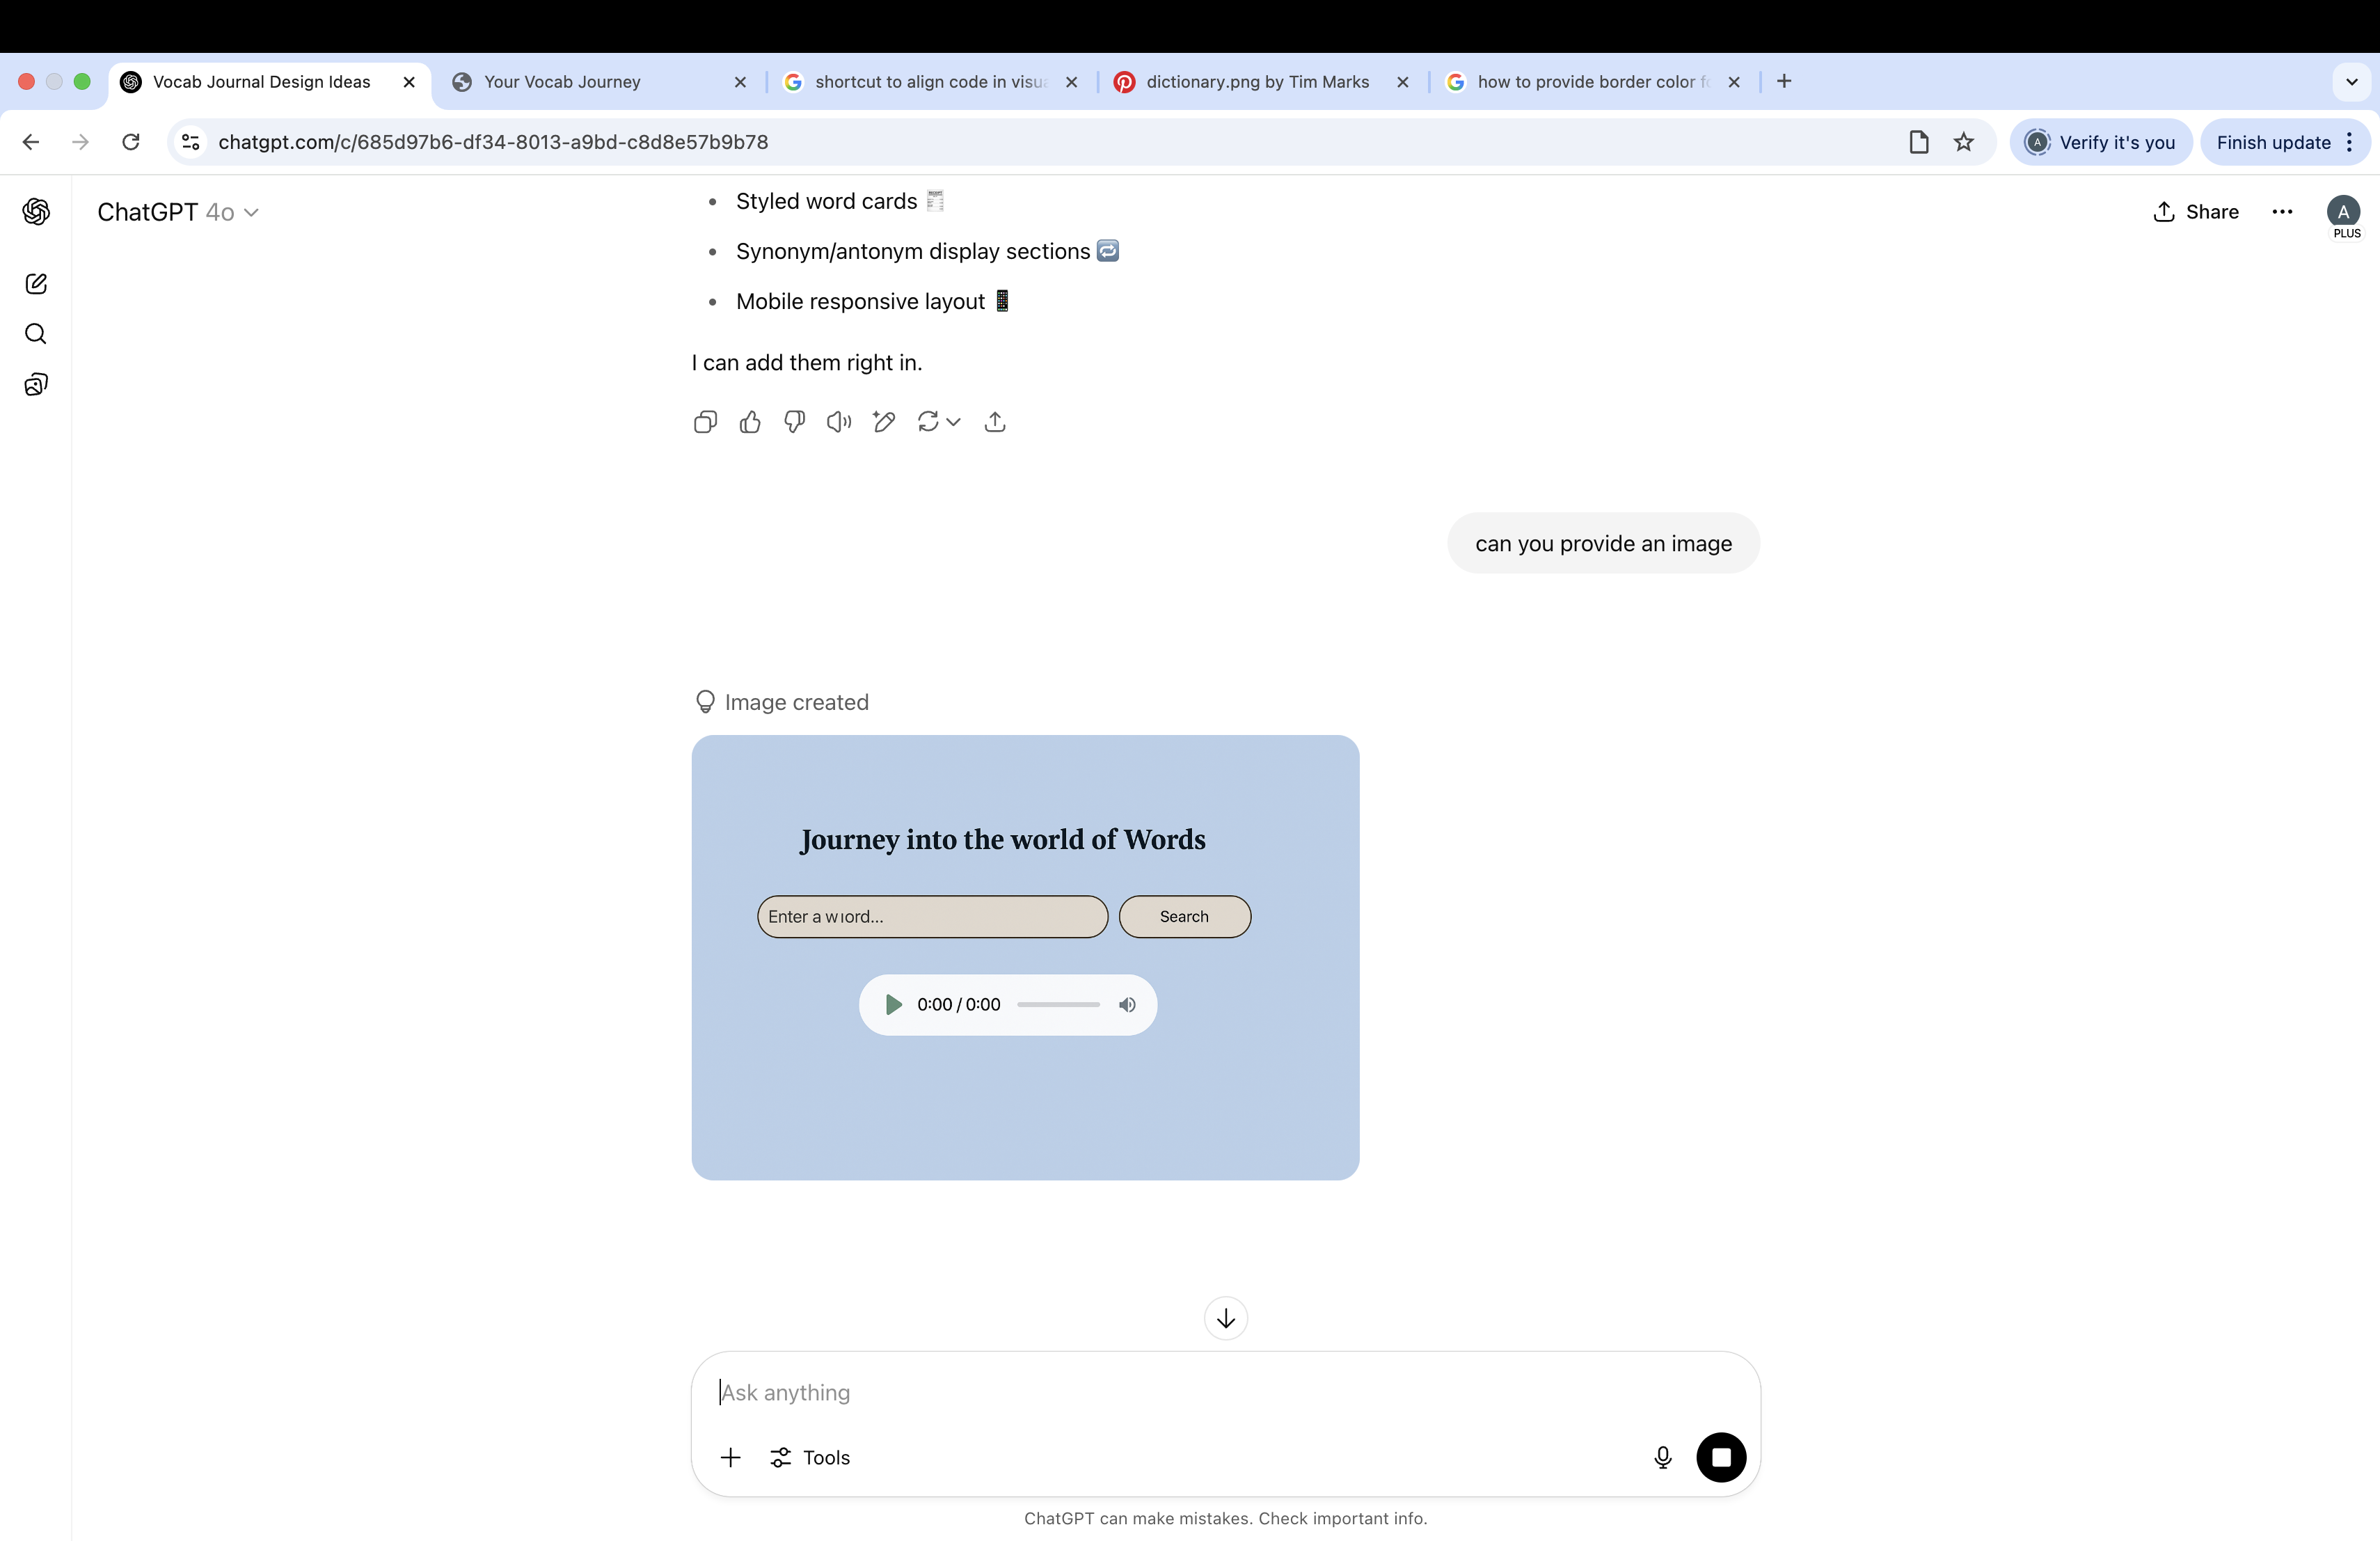 Vocab Journal Design Ideas
Your Vocab Journey
shortcut to align code in visua
dictionary.png by Tim Marks
how to provide border color fo
chatgpt.com/c/685d97b6-df34-8013-a9bd-c8d8e57b9b78
A
Verify it's you
Finish update
ChatGPT 4o
Share
A
PLUS
Styled word cards
Synonym/antonym display sections
Mobile responsive layout
I can add them right in.
can you provide an image
Image created
Journey into the world of Words
Enter a wıord...
Search
0:00 / 0:00
Ask anything
Tools
ChatGPT can make mistakes. Check important info.